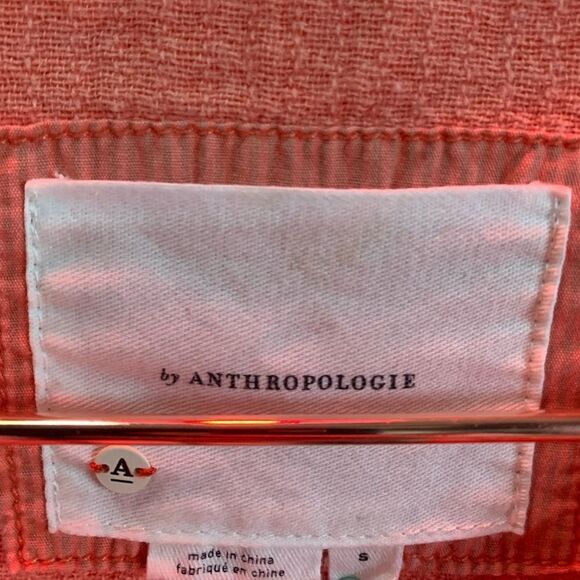 by ANTHROPOLOGIE
A
made in china
fabriqué en chine
S